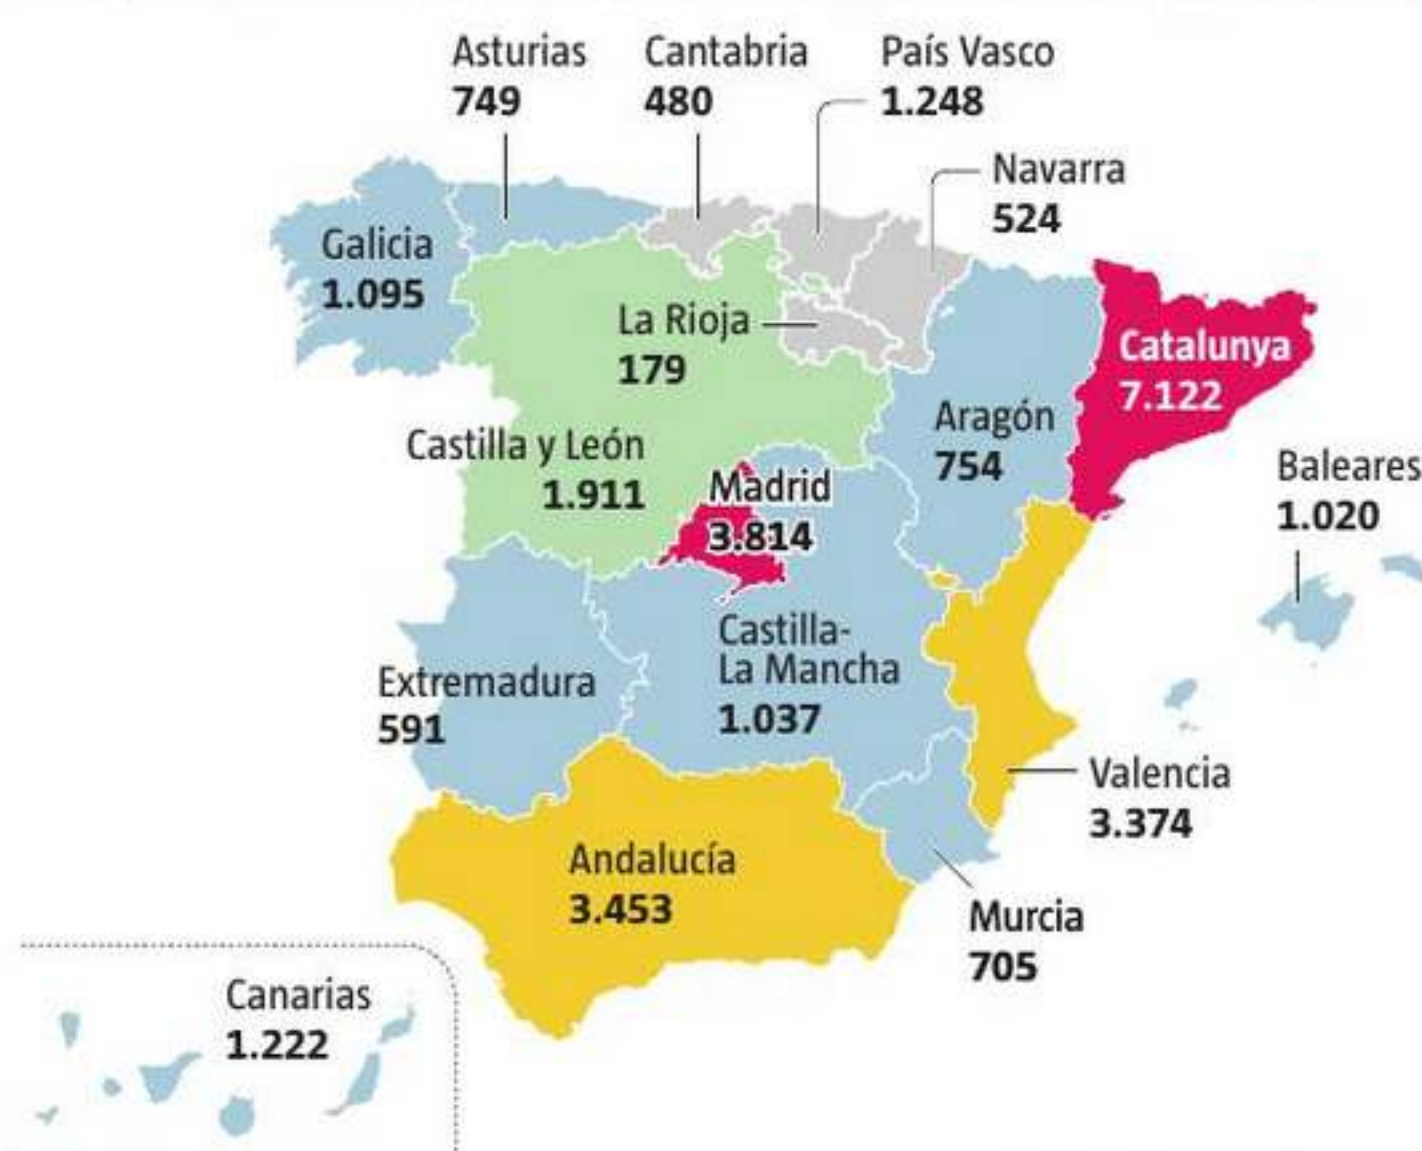 Asturias
749
Cantabria
480
País Vasco
1.248
Navarra
524
Galicia
1.095
La Rioja
179
Catalunya
7.122
Aragón
754
Castilla y León
1.911
Madrid
3.814
Baleares
1.020
Castilla-
La Mancha
1.037
Extremadura
591
Valencia
3.374
Andalucía
3.453
Murcia
705
Canarias
1.222